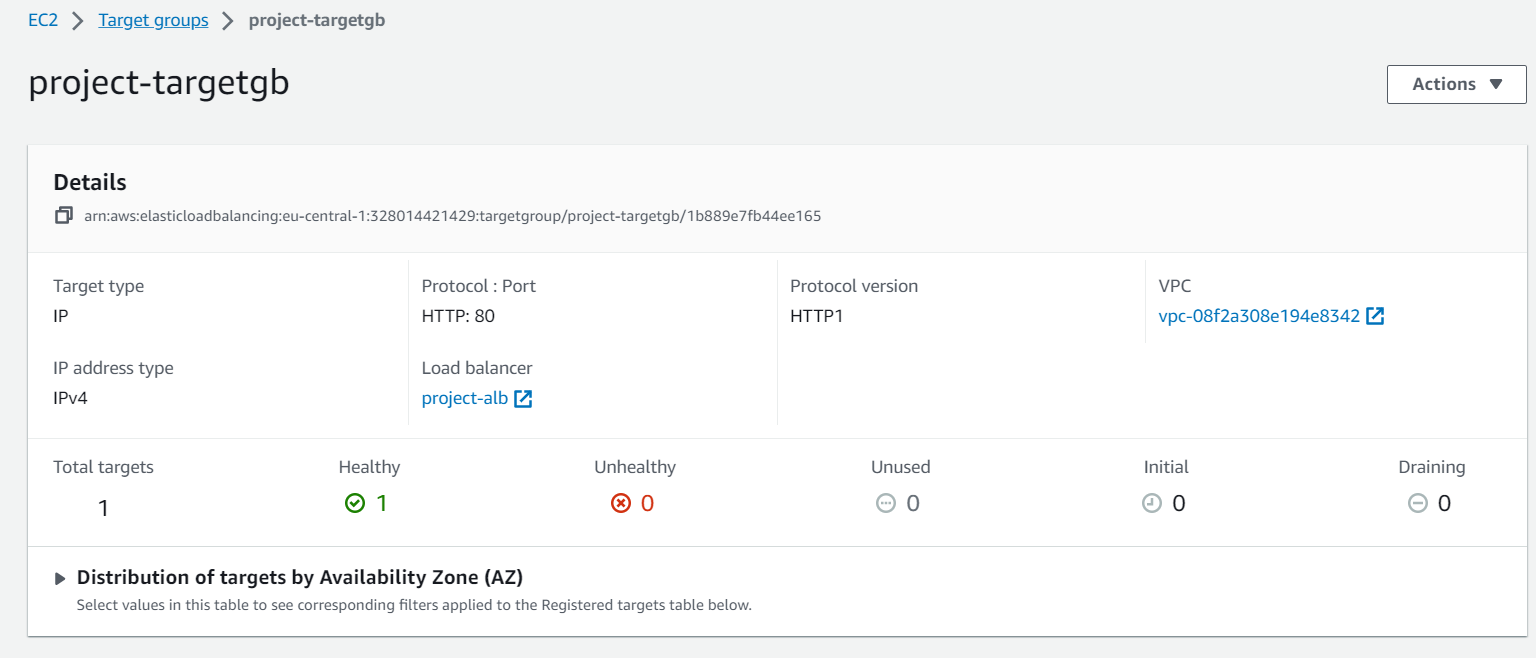 EC2 > Target groups > project-targetgb
project-targetgb
Actions
Details
arn:aws:elasticloadbalancing:eu-central-1:328014421429:targetgroup/project-targetgb/1b889e7fb44ee165
Target type
IP
Protocol : Port
HTTP: 80
Protocol version
HTTP1
VPC
vpc-08f2a308e194e8342
IP address type
IPv4
Load balancer
project-alb
Total targets
1
Healthy
1
Unhealthy
0
Unused
0
Initial
0
Draining
0
Distribution of targets by Availability Zone (AZ)
Select values in this table to see corresponding filters applied to the Registered targets table below.